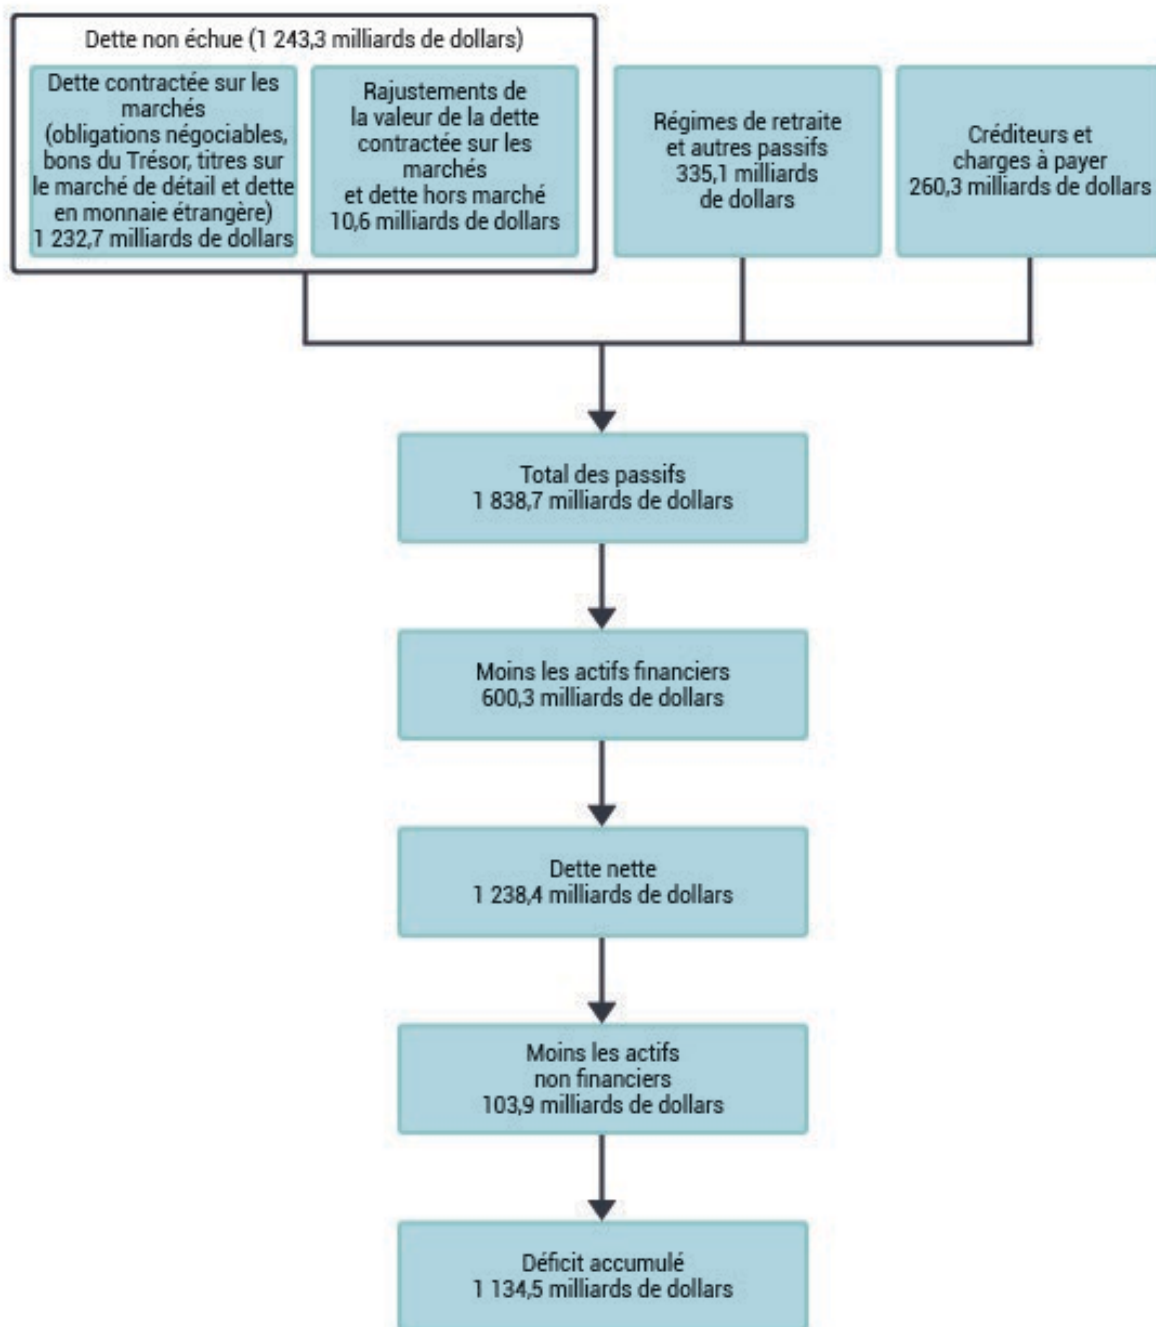 Dette non échue (1 243,3 milliards de dollars)
Dette contractée sur les
marchés
(obligations négociables,
bons du Trésor, titres sur
le marché de détail et dette
en monnaie étrangère)
1 232,7 milliards de dollars
Rajustements de
la valeur de la dette
contractée sur les
marchés
et dette hors marché
10,6 milliards de dollars
Régimes de retraite
et autres passifs
335,1 milliards
de dollars
Créditeurs et
charges à payer
260,3 milliards de dollars
Total des passifs
1 838,7 milliards de dollars
Moins les actifs financiers
600,3 milliards de dollars
Dette nette
1 238,4 milliards de dollars
Moins les actifs
non financiers
103,9 milliards de dollars
Déficit accumulé
1 134,5 milliards de dollars